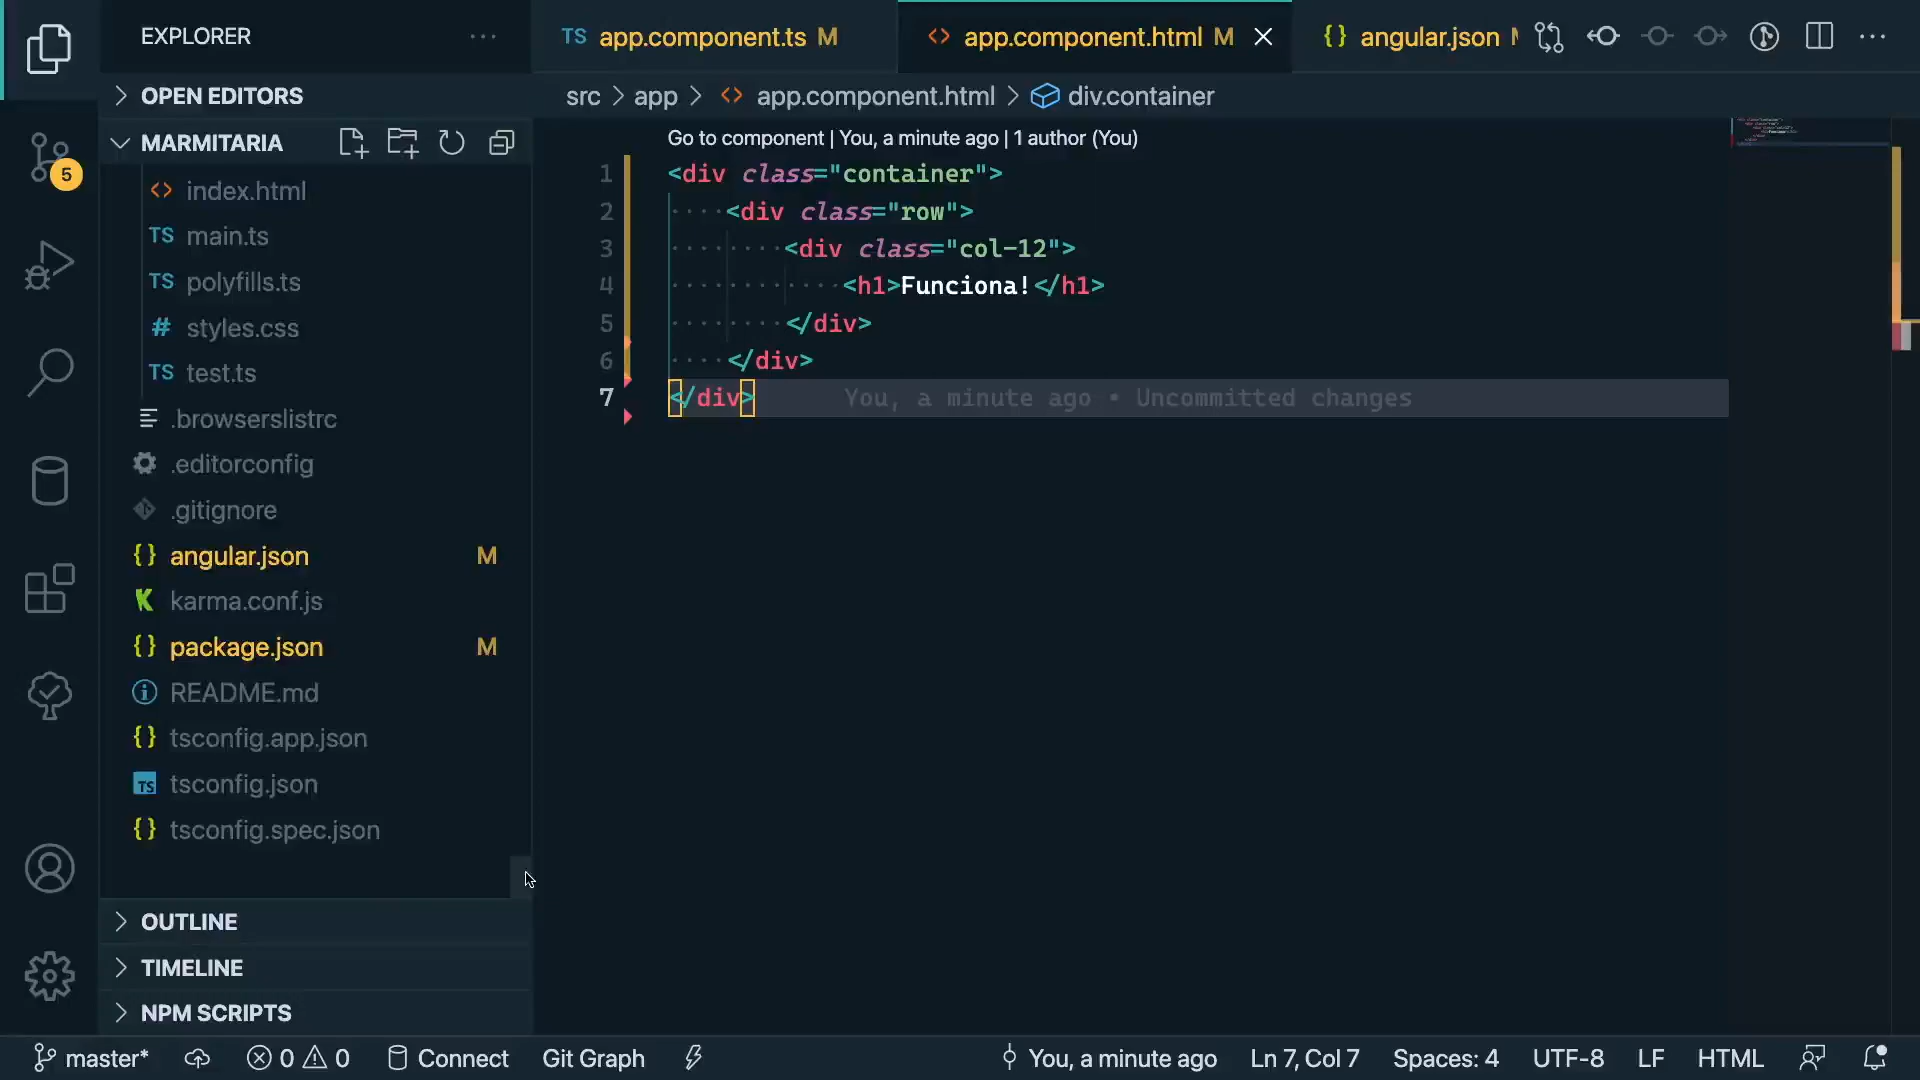 EXPLORER
TS app.component.ts M
<> app.component.html M
{} angular.json
OPEN EDITORS
src > app > <> app.component.html > div.container
MARMITARIA
Go to component | You, a minute ago | 1 author (You)
5
<> index.html
TS main.ts
TS polyfills.ts
# styles.css
TS test.ts
.browserslistrc
.editorconfig
.gitignore
{} angular.json M
karma.conf.js
{} package.json M
README.md
{} tsconfig.app.json
TS tsconfig.json
{} tsconfig.spec.json
OUTLINE
TIMELINE
NPM SCRIPTS
1 <div class="container">
2 ····<div class="row">
3 ········<div class="col-12">
4 ············<h1>Funciona!</h1>
5 ········</div>
6 ····</div>
7 </div> You, a minute ago • Uncommitted changes
master* 0 0 Connect Git Graph You, a minute ago Ln 7, Col 7 Spaces: 4 UTF-8 LF HTML